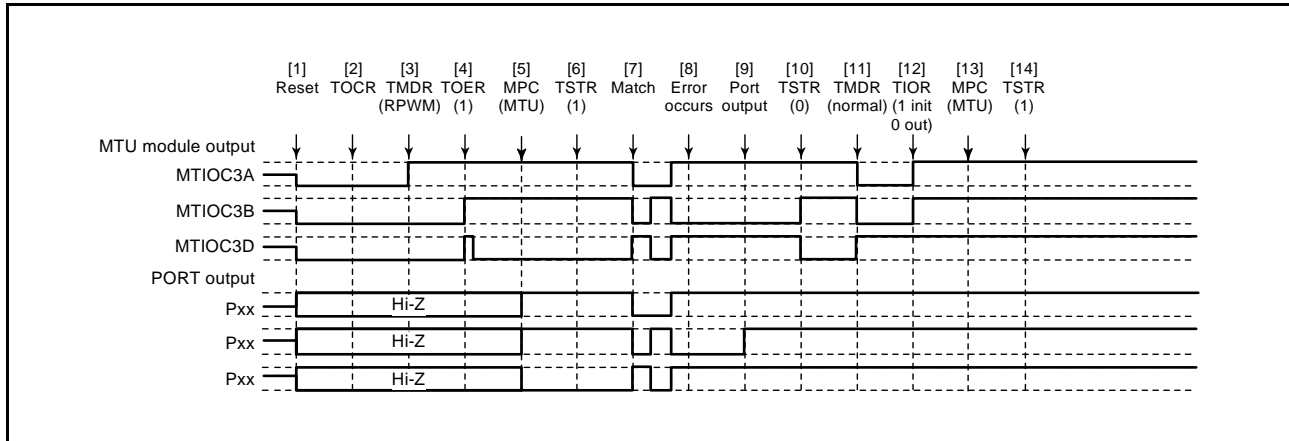 [1] [2] [3] [4] [5] [6] [7] [8] [9] [10] [11] [12] [13] [14]
Reset TOCR TMDR TOER MPC TSTR Match Error Port TSTR TMDR TIOR MPC TSTR
(RPWM) (1) (MTU) (1) occurs output (0) (normal) (1 init (MTU) (1)
0 out)
MTU module output
MTIOC3A
MTIOC3B
MTIOC3D
PORT output
Pxx Hi-Z
Pxx Hi-Z
Pxx Hi-Z